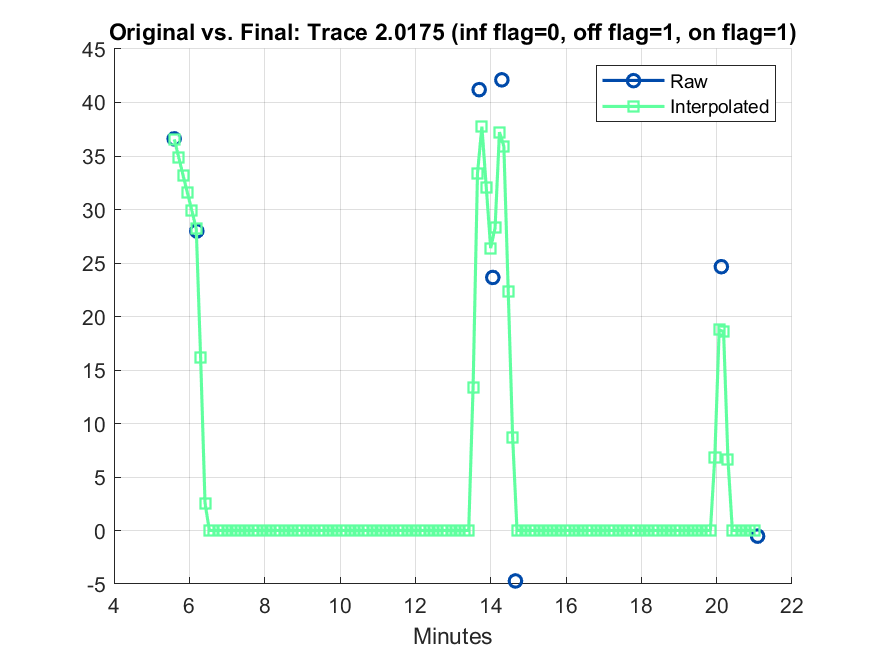 Original vs. Final: Trace 2.0175 (inf flag=0, off flag=1, on flag=1)
45
40
35
30
25
20
15
10
5
0
-5
4 6 8 10 12 14 16 18 20 22
Minutes
Raw
Interpolated